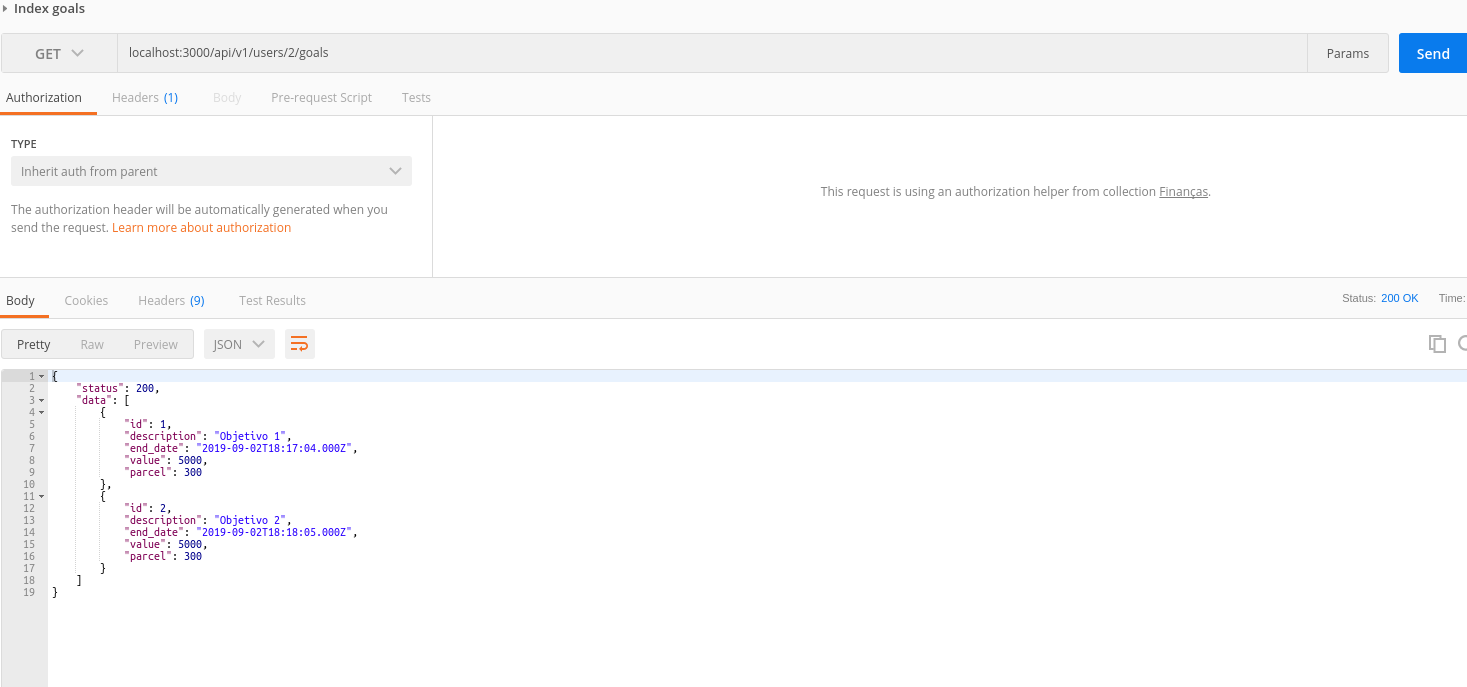 Index goals
GET localhost:3000/api/v1/users/2/goals Params Send
Authorization Headers (1) Body Pre-request Script Tests
TYPE
Inherit auth from parent
The authorization header will be automatically generated when you
send the request. Learn more about authorization
This request is using an authorization helper from collection Finanças.
Body Cookies Headers (9) Test Results Status: 200 OK Time:
Pretty Raw Preview JSON
1 {
2 "status": 200,
3 "data": [
4 {
5 "id": 1,
6 "description": "Objetivo 1",
7 "end_date": "2019-09-02T18:17:04.000Z",
8 "value": 5000,
9 "parcel": 300
10 },
11 {
12 "id": 2,
13 "description": "Objetivo 2",
14 "end_date": "2019-09-02T18:18:05.000Z",
15 "value": 5000,
16 "parcel": 300
17 }
18 ]
19 }